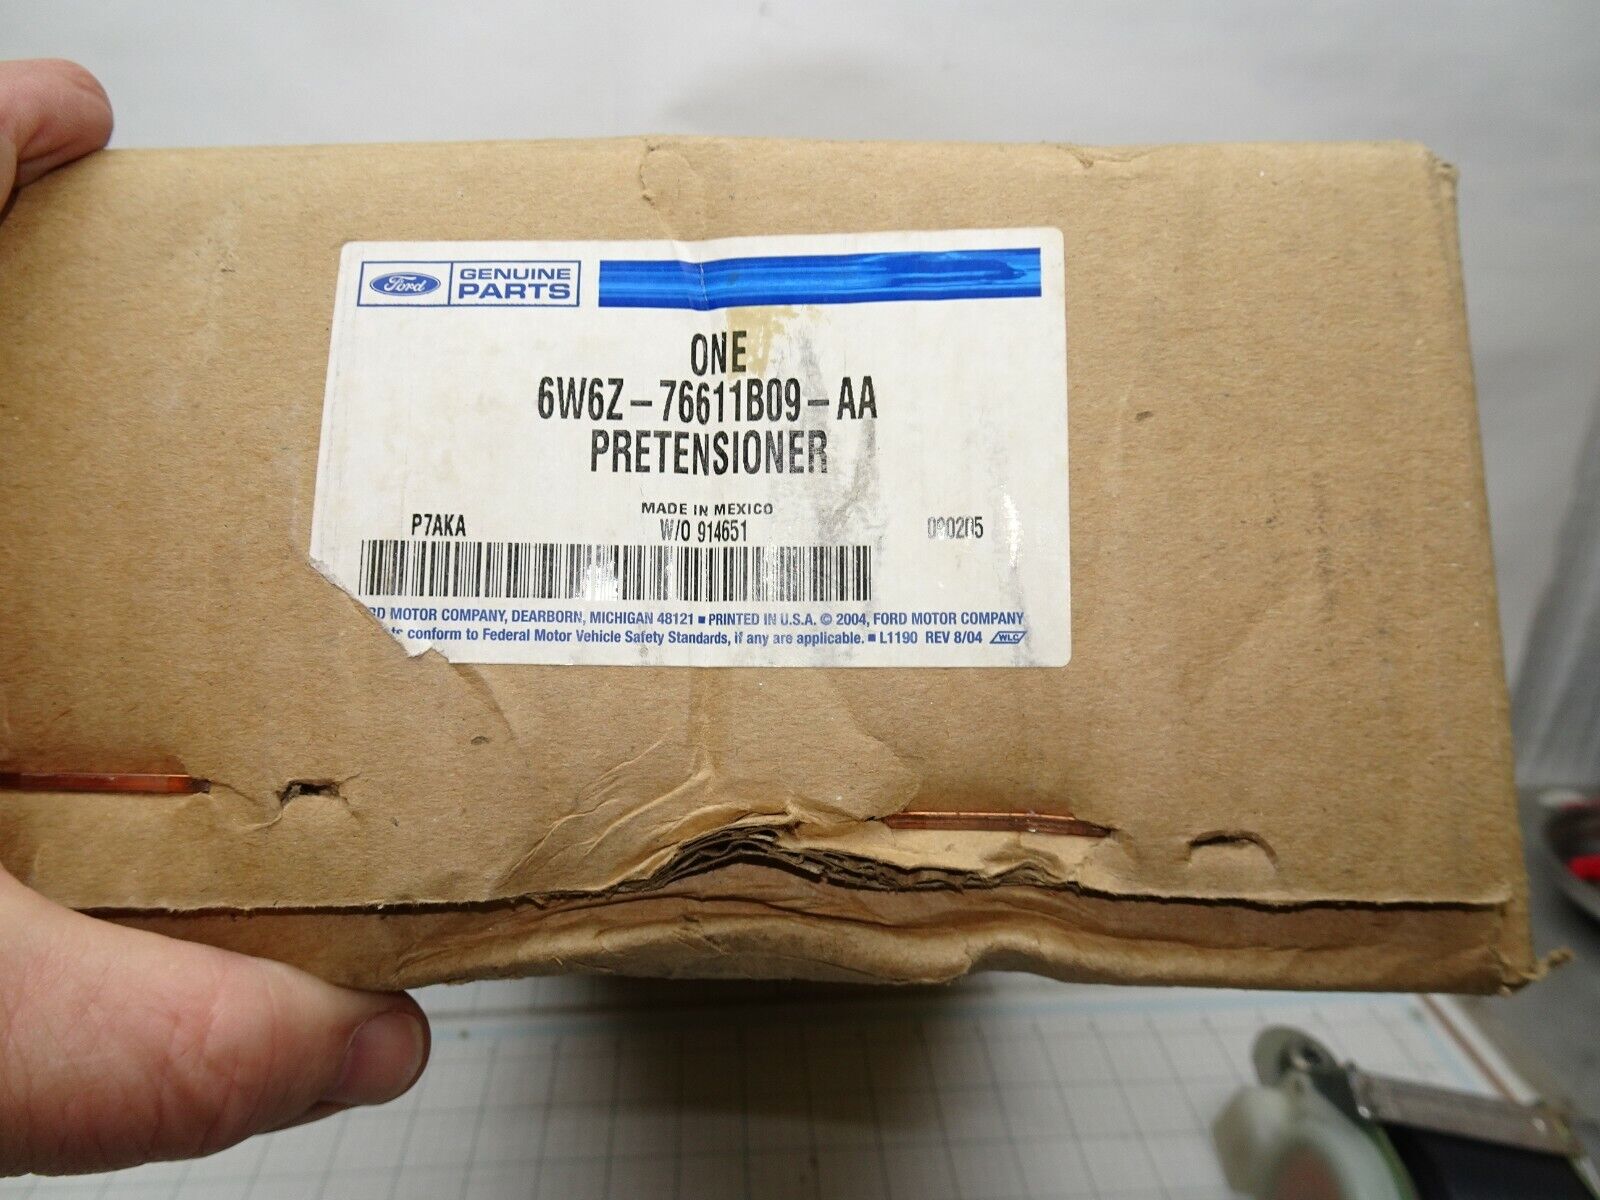 Ford GENUINE PARTS
ONE
6W6Z-76611B09-AA
PRETENSIONER
MADE IN MEXICO
P7AKA W/O 914651
RD MOTOR COMPANY, DEARBORN, MICHIGAN 48121 ▪ PRINTED IN U.S.A. © 2004, FORD MOTOR COMPANY
conform to Federal Motor Vehicle Safety Standards, if any are applicable. ▪ L1190 REV 8/04 WLC